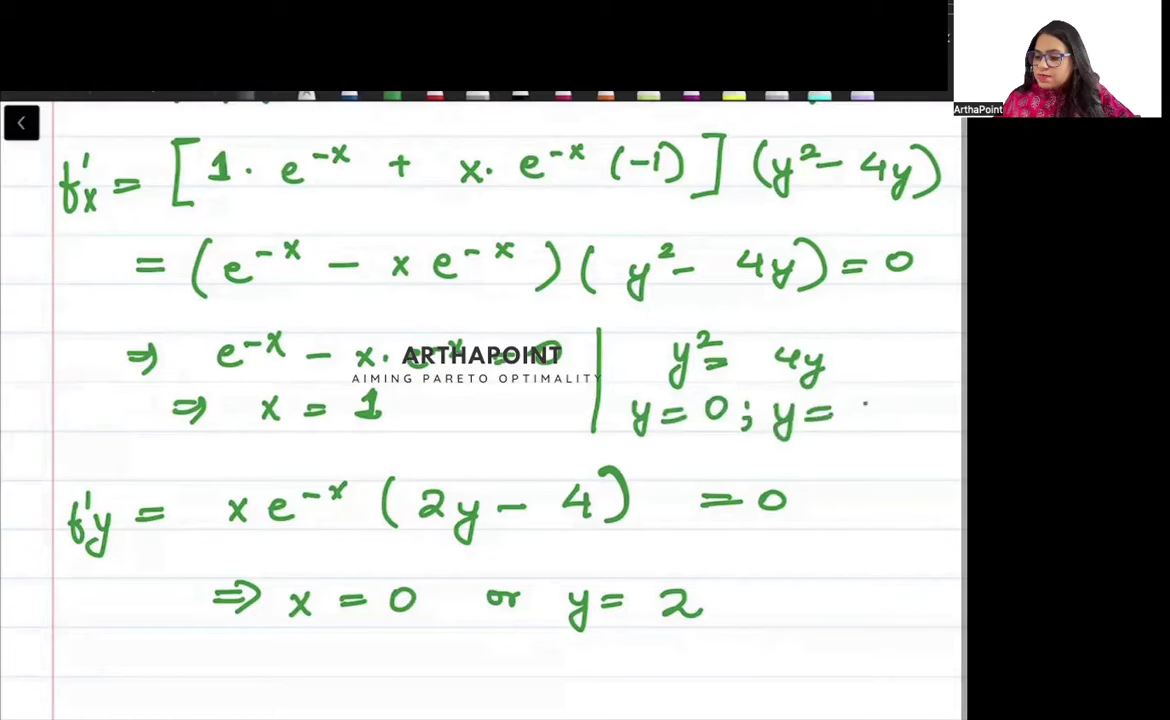 ArthaPoint
f'x = [1. e^-x + x. e^-x (-1)] (y² - 4y)
= (e^-x - x e^-x) (y² - 4y) = 0
⇒ e^-x - x. e^-x = 0 | y² = 4y
ARTHAPOINT
AIMING PARETO OPTIMALITY
⇒ x = 1 | y = 0 ; y =
f'y = x e^-x (2y - 4) = 0
⇒ x = 0 or y = 2